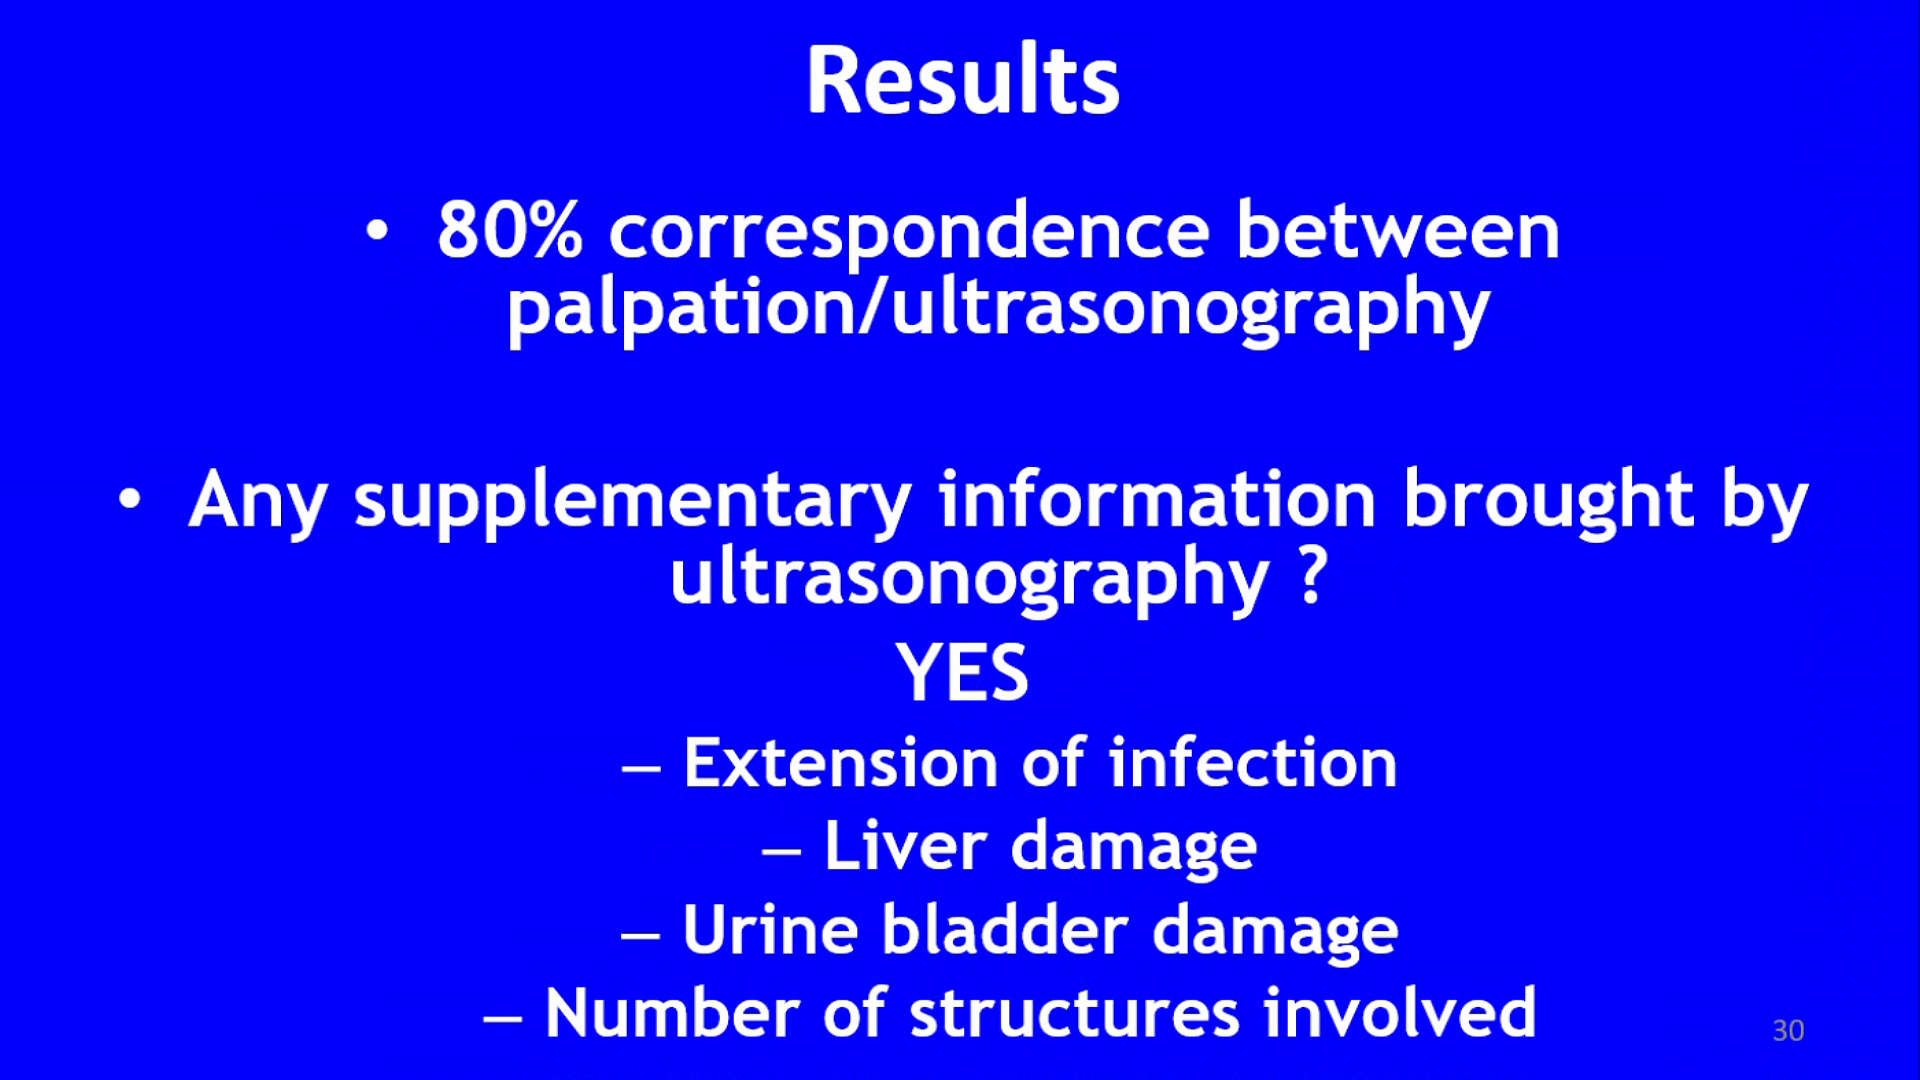 Results
• 80% correspondence between
palpation/ultrasonography
• Any supplementary information brought by
ultrasonography ?
YES
– Extension of infection
– Liver damage
– Urine bladder damage
– Number of structures involved
30